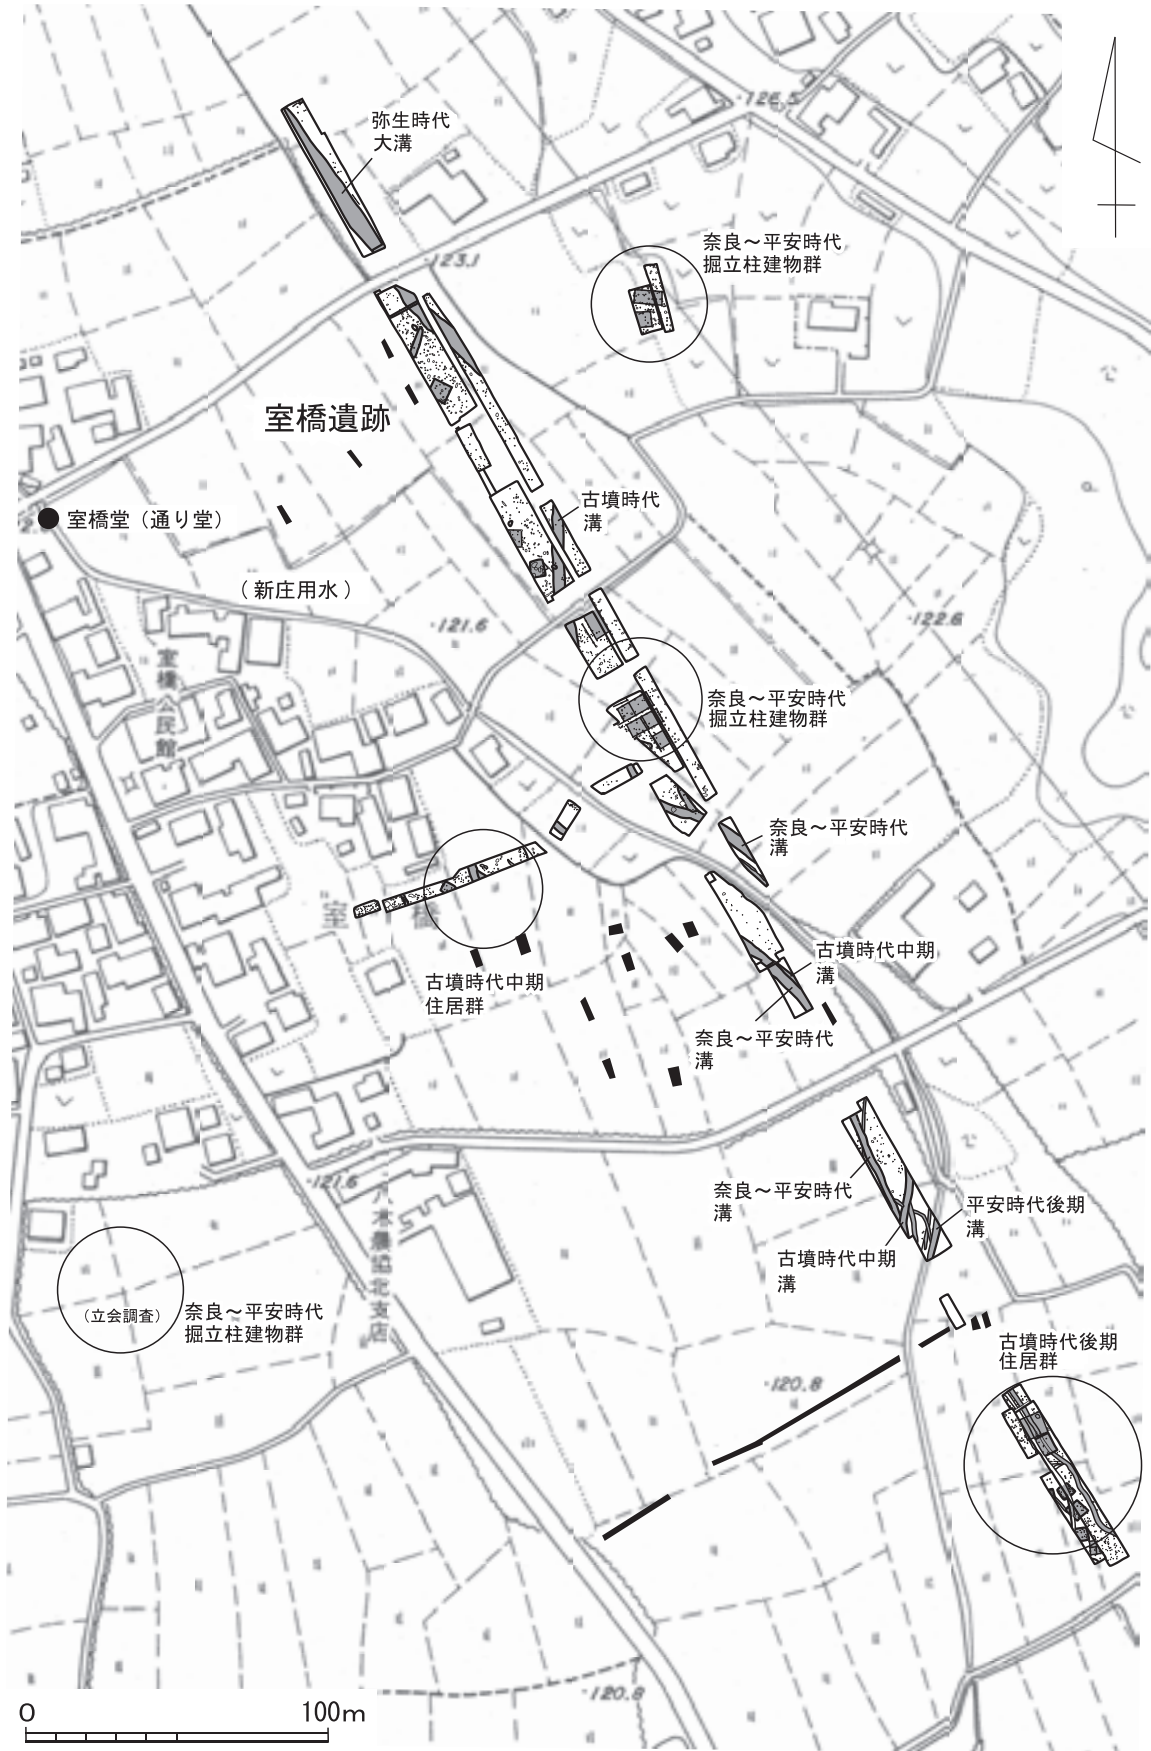 弥生時代
大溝
・126.5
奈良〜平安時代
掘立柱建物群
・123.1
室橋遺跡
古墳時代
溝
室橋堂（通り堂）
（新庄用水）
・121.6
・122.6
室橋公民館
奈良〜平安時代
掘立柱建物群
奈良〜平安時代
溝
室
橋
古墳時代中期
住居群
古墳時代中期
溝
奈良〜平安時代
溝
・121.6
奈良〜平安時代
溝
平安時代後期
溝
古墳時代中期
溝
（立会調査）
奈良〜平安時代
掘立柱建物群
古墳時代後期
住居群
・120.8
・120.8
0
100m